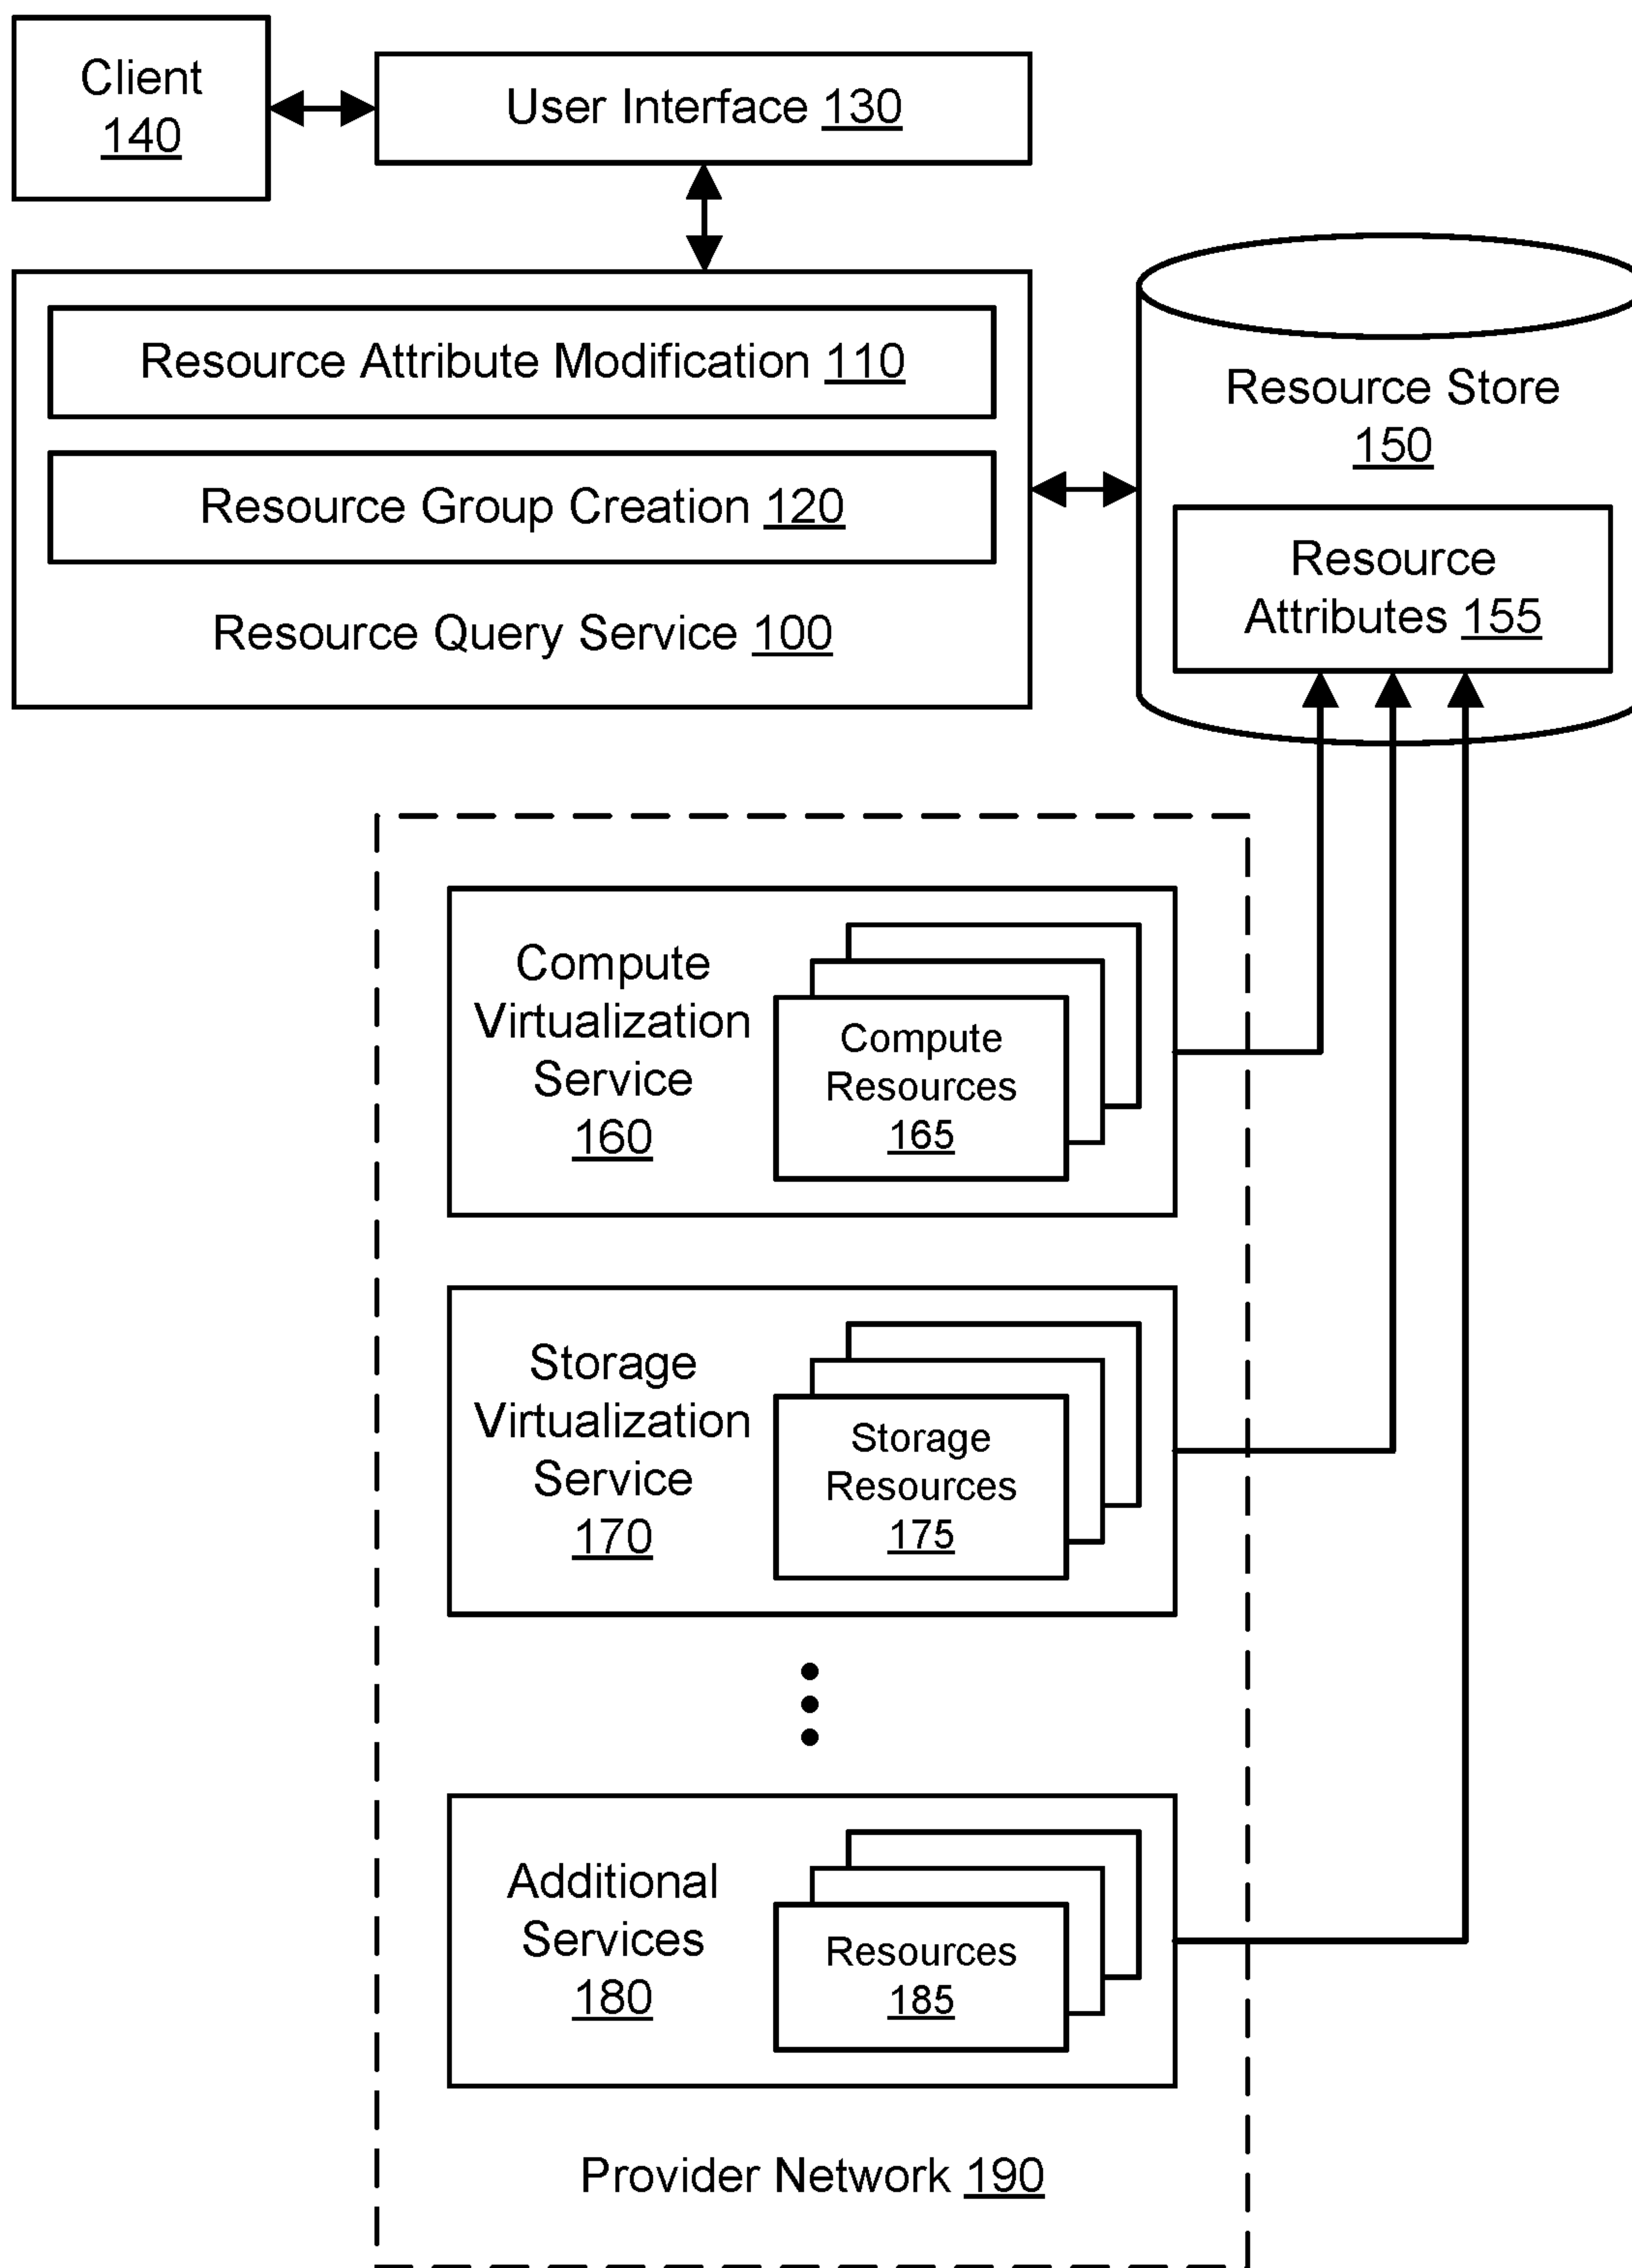 Client
140
User Interface 130
Resource Attribute Modification 110
Resource Group Creation 120
Resource Query Service 100
Resource Store
150
Resource
Attributes 155
Compute
Virtualization
Service
160
Compute
Resources
165
Storage
Virtualization
Service
170
Storage
Resources
175
Additional
Services
180
Resources
185
Provider Network 190